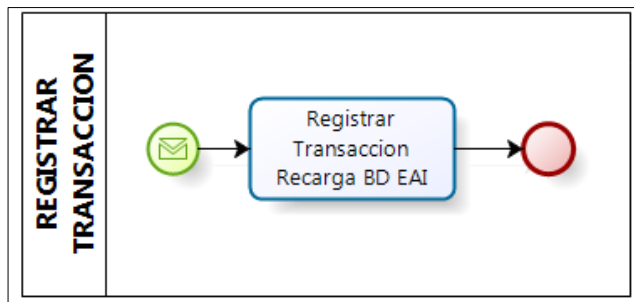 REGISTRAR
TRANSACCION
Registrar
Transaccion
Recarga BD EAI